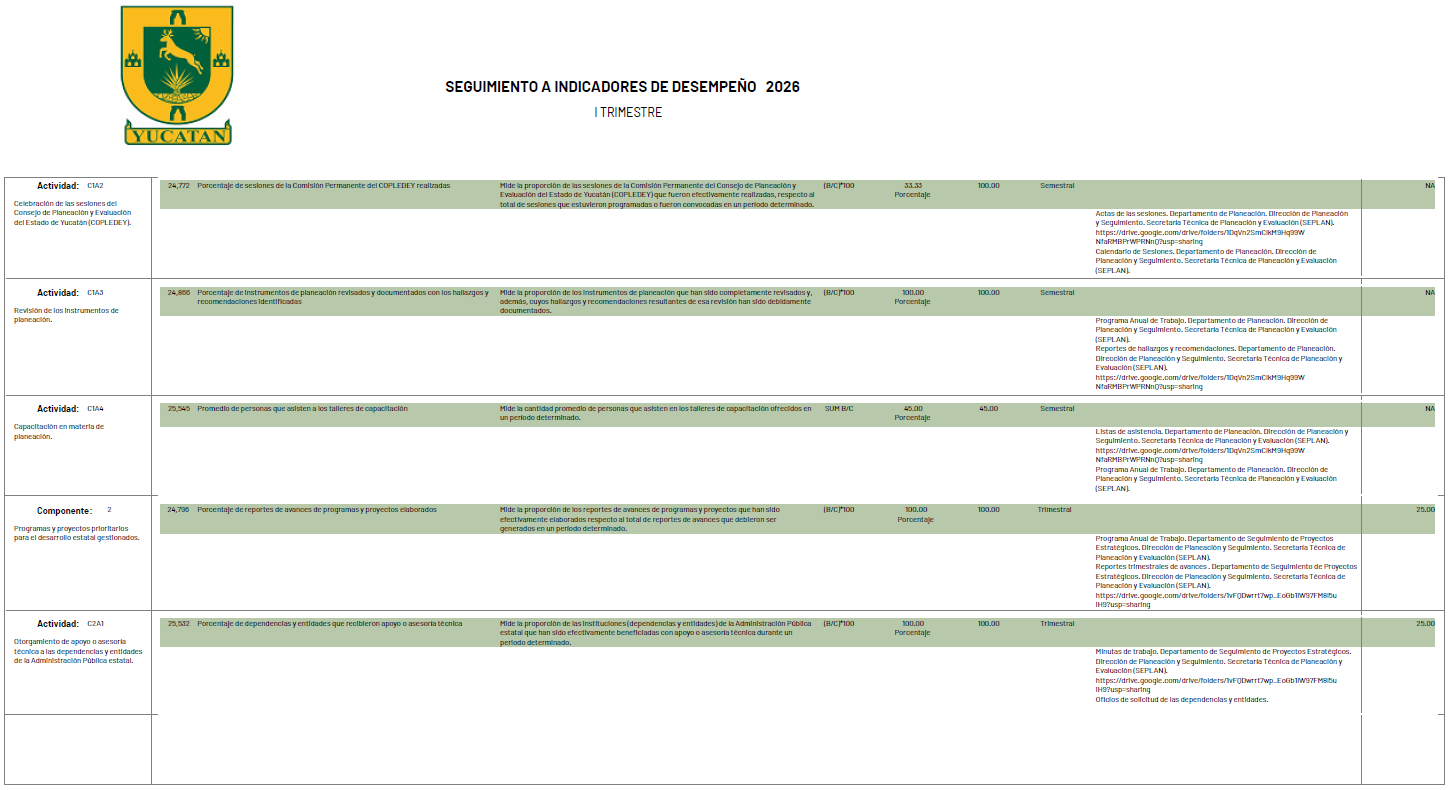 YUCATAN
SEGUIMIENTO A INDICADORES DE DESEMPEÑO 2026
I TRIMESTRE
Actividad: C1A2
Celebración de las sesiones del
Consejo de Planeación y Evaluación
del Estado de Yucatán (COPLEDEY).
24,772 Porcentaje de sesiones de la Comisión Permanente del COPLEDEY realizadas
Mide la proporción de las sesiones de la Comisión Permanente del Consejo de Planeación y
Evaluación del Estado de Yucatán (COPLEDEY) que fueron efectivamente realizadas, respecto al
total de sesiones que estuvieron programadas o fueron convocadas en un periodo determinado.
(B/C)*100
33.33
Porcentaje
100.00
Semestral
NA
Actas de las sesiones. Departamento de Planeación. Dirección de Planeación
y Seguimiento. Secretaría Técnica de Planeación y Evaluación (SEPLAN).
https://drive.google.com/drive/folders/1DqVn2SmCIkM9Hq99W
NfaRMBPrWPRNnQ?usp=sharing
Calendario de Sesiones. Departamento de Planeación. Dirección de
Planeación y Seguimiento. Secretaría Técnica de Planeación y Evaluación
(SEPLAN).
Actividad: C1A3
Revisión de los instrumentos de
planeación.
24,866 Porcentaje de instrumentos de planeación revisados y documentados con los hallazgos y
recomendaciones identificadas
Mide la proporción de los instrumentos de planeación que han sido completamente revisados y,
además, cuyos hallazgos y recomendaciones resultantes de esa revisión han sido debidamente
documentados.
(B/C)*100
100.00
Porcentaje
100.00
Semestral
NA
Programa Anual de Trabajo. Departamento de Planeación. Dirección de
Planeación y Seguimiento. Secretaría Técnica de Planeación y Evaluación
(SEPLAN).
Reportes de hallazgos y recomendaciones. Departamento de Planeación.
Dirección de Planeación y Seguimiento. Secretaría Técnica de Planeación y
Evaluación (SEPLAN).
https://drive.google.com/drive/folders/1DqVn2SmCIkM9Hq99W
NfaRMBPrWPRNnQ?usp=sharing
Actividad: C1A4
Capacitación en materia de
planeación.
25,545 Promedio de personas que asisten a los talleres de capacitación
Mide la cantidad promedio de personas que asisten en los talleres de capacitación ofrecidos en
un periodo determinado.
SUM B/C
45.00
Porcentaje
45.00
Semestral
NA
Listas de asistencia. Departamento de Planeación. Dirección de Planeación y
Seguimiento. Secretaría Técnica de Planeación y Evaluación (SEPLAN).
https://drive.google.com/drive/folders/1DqVn2SmCIkM9Hq99W
NfaRMBPrWPRNnQ?usp=sharing
Programa Anual de Trabajo. Departamento de Planeación. Dirección de
Planeación y Seguimiento. Secretaría Técnica de Planeación y Evaluación
(SEPLAN).
Componente: 2
Programas y proyectos prioritarios
para el desarrollo estatal gestionados.
24,796 Porcentaje de reportes de avances de programas y proyectos elaborados
Mide la proporción de los reportes de avances de programas y proyectos que han sido
efectivamente elaborados respecto al total de reportes de avances que debieron ser
generados en un periodo determinado.
(B/C)*100
100.00
Porcentaje
100.00
Trimestral
25.00
Programa Anual de Trabajo. Departamento de Seguimiento de Proyectos
Estratégicos. Dirección de Planeación y Seguimiento. Secretaría Técnica de
Planeación y Evaluación (SEPLAN).
Reportes trimestrales de avances . Departamento de Seguimiento de Proyectos
Estratégicos. Dirección de Planeación y Seguimiento. Secretaría Técnica de
Planeación y Evaluación (SEPLAN).
https://drive.google.com/drive/folders/1vFQDwrrt7wp_EoGb1IW97FM8l5u
IH9?usp=sharing
Actividad: C2A1
Otorgamiento de apoyo o asesoría
técnica a las dependencias y entidades
de la Administración Pública estatal.
25,532 Porcentaje de dependencias y entidades que recibieron apoyo o asesoría técnica
Mide la proporción de las instituciones (dependencias y entidades) de la Administración Pública
estatal que han sido efectivamente beneficiadas con apoyo o asesoría técnica durante un
periodo determinado.
(B/C)*100
100.00
Porcentaje
100.00
Trimestral
25.00
Minutas de trabajo. Departamento de Seguimiento de Proyectos Estratégicos.
Dirección de Planeación y Seguimiento. Secretaría Técnica de Planeación y
Evaluación (SEPLAN).
https://drive.google.com/drive/folders/1vFQDwrrt7wp_EoGb1IW97FM8l5u
IH9?usp=sharing
Oficios de solicitud de las dependencias y entidades.